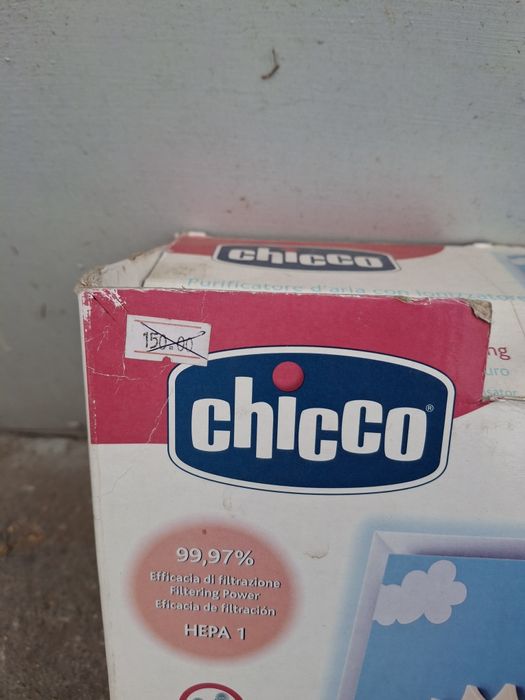 chicco
Purificatore d'aria con ionizzatore
150.00
chicco®
99,97%
Efficacia di filtrazione
Filtering Power
Eficacia de filtración
HEPA 1